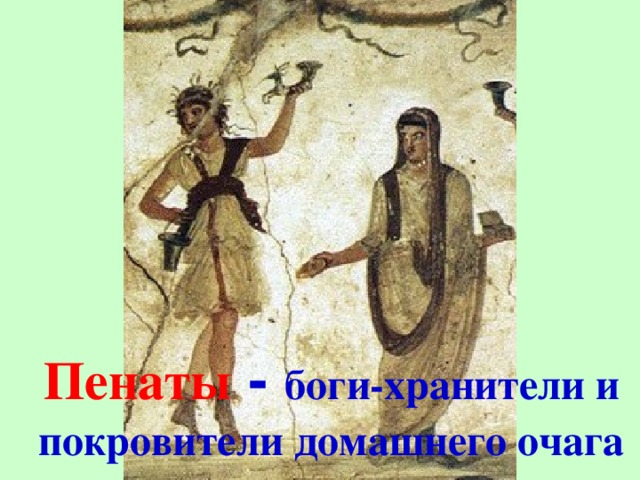 Пенаты - боги-хранители и
покровители домашнего очага